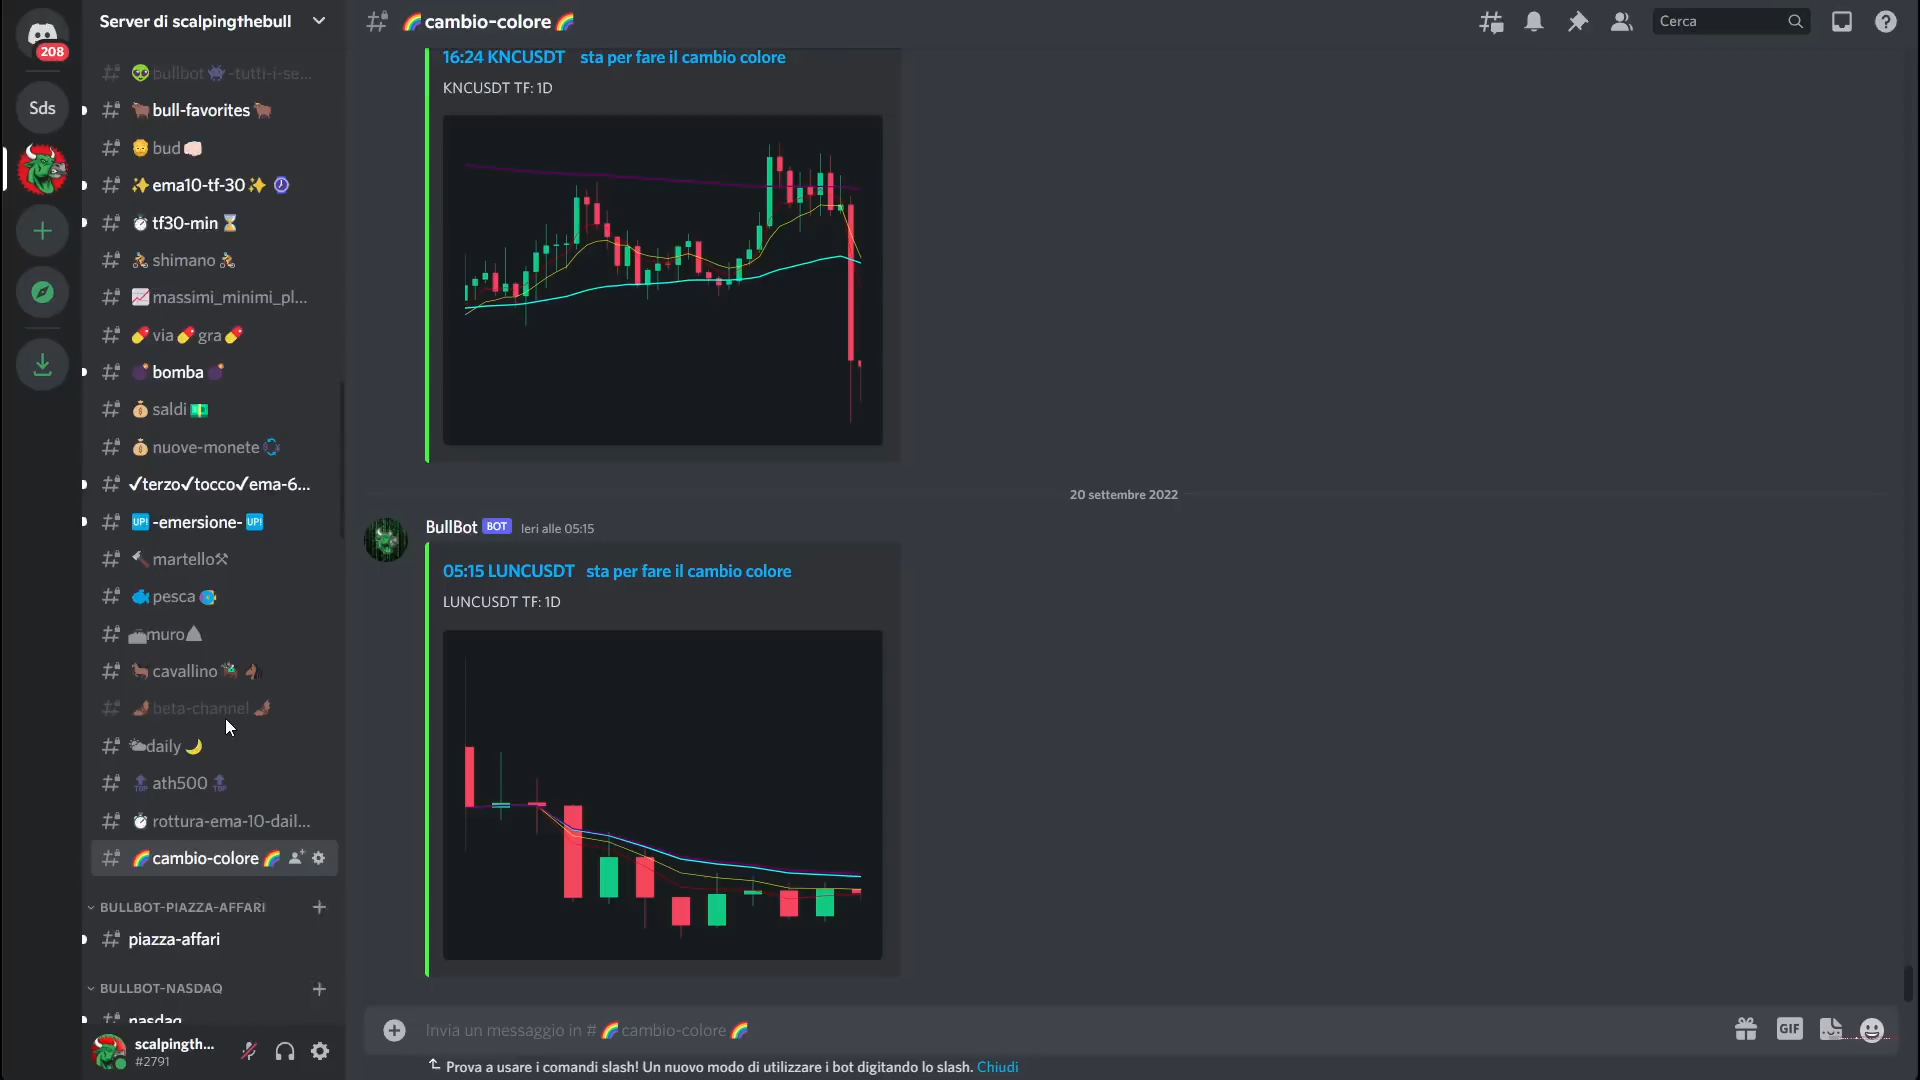 Server di scalpingthebull
208
Sds
bullbot -tutti-i-se...
bull-favorites
bud
ema10-tf-30
tf30-min
shimano
massimi_minimi_pl...
via gra
bomba
saldi
nuove-monete
✓terzo✓tocco✓ema-6...
UP! -emersione- UP!
martello
pesca
muro
cavallino
beta-channel
daily
ath500
rottura-ema-10-dail...
cambio-colore
BULLBOT-PIAZZA-AFFARI
piazza-affari
BULLBOT-NASDAQ
nasdaq
scalpingth...
#2791
cambio-colore
Cerca
16:24 KNCUSDT sta per fare il cambio colore
KNCUSDT TF: 1D
20 settembre 2022
BullBot BOT Ieri alle 05:15
05:15 LUNCUSDT sta per fare il cambio colore
LUNCUSDT TF: 1D
Invia un messaggio in # cambio-colore
GIF
Prova a usare i comandi slash! Un nuovo modo di utilizzare i bot digitando lo slash. Chiudi